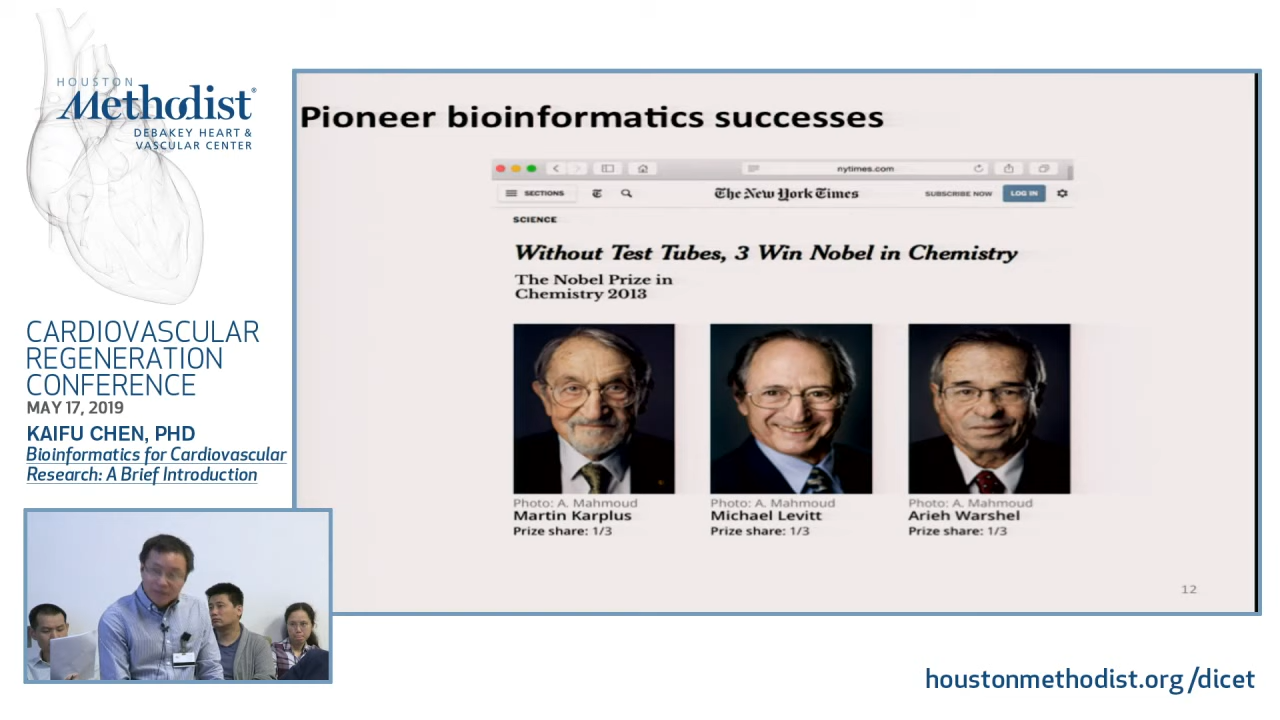 HOUSTON
Methodist®
DEBAKEY HEART &
VASCULAR CENTER
CARDIOVASCULAR
REGENERATION
CONFERENCE
MAY 17, 2019
KAIFU CHEN, PHD
Bioinformatics for Cardiovascular
Research: A Brief Introduction
Pioneer bioinformatics successes
nytimes.com
SECTIONS
The New York Times
SUBSCRIBE NOW
LOG IN
SCIENCE
Without Test Tubes, 3 Win Nobel in Chemistry
The Nobel Prize in
Chemistry 2013
Photo: A. Mahmoud
Martin Karplus
Prize share: 1/3
Photo: A. Mahmoud
Michael Levitt
Prize share: 1/3
Photo: A. Mahmoud
Arieh Warshel
Prize share: 1/3
12
houstonmethodist.org/dicet